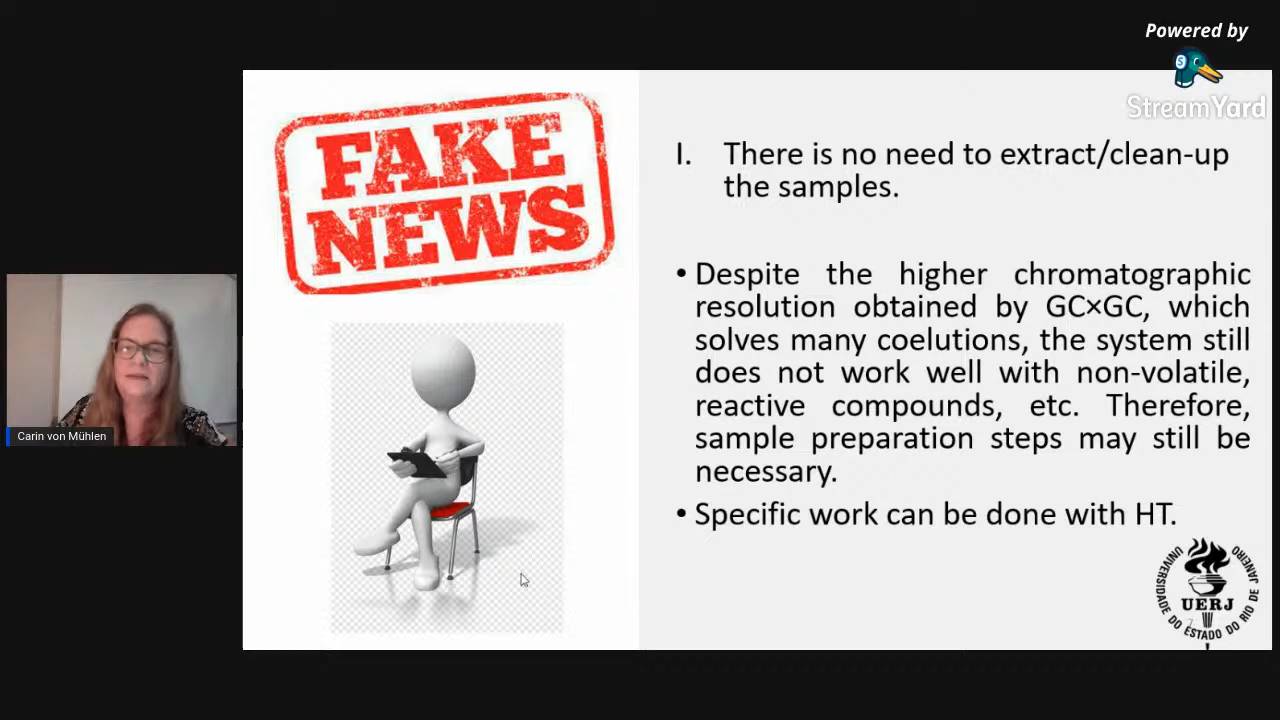 Powered by
StreamYard
FAKE
NEWS
I. There is no need to extract/clean-up
the samples.
• Despite the higher chromatographic
resolution obtained by GC×GC, which
solves many coelutions, the system still
does not work well with non-volatile,
reactive compounds, etc. Therefore,
sample preparation steps may still be
necessary.
• Specific work can be done with HT.
Carin von Mühlen
UNIVERSIDADE DO ESTADO DO RIO DE JANEIRO
UERJ